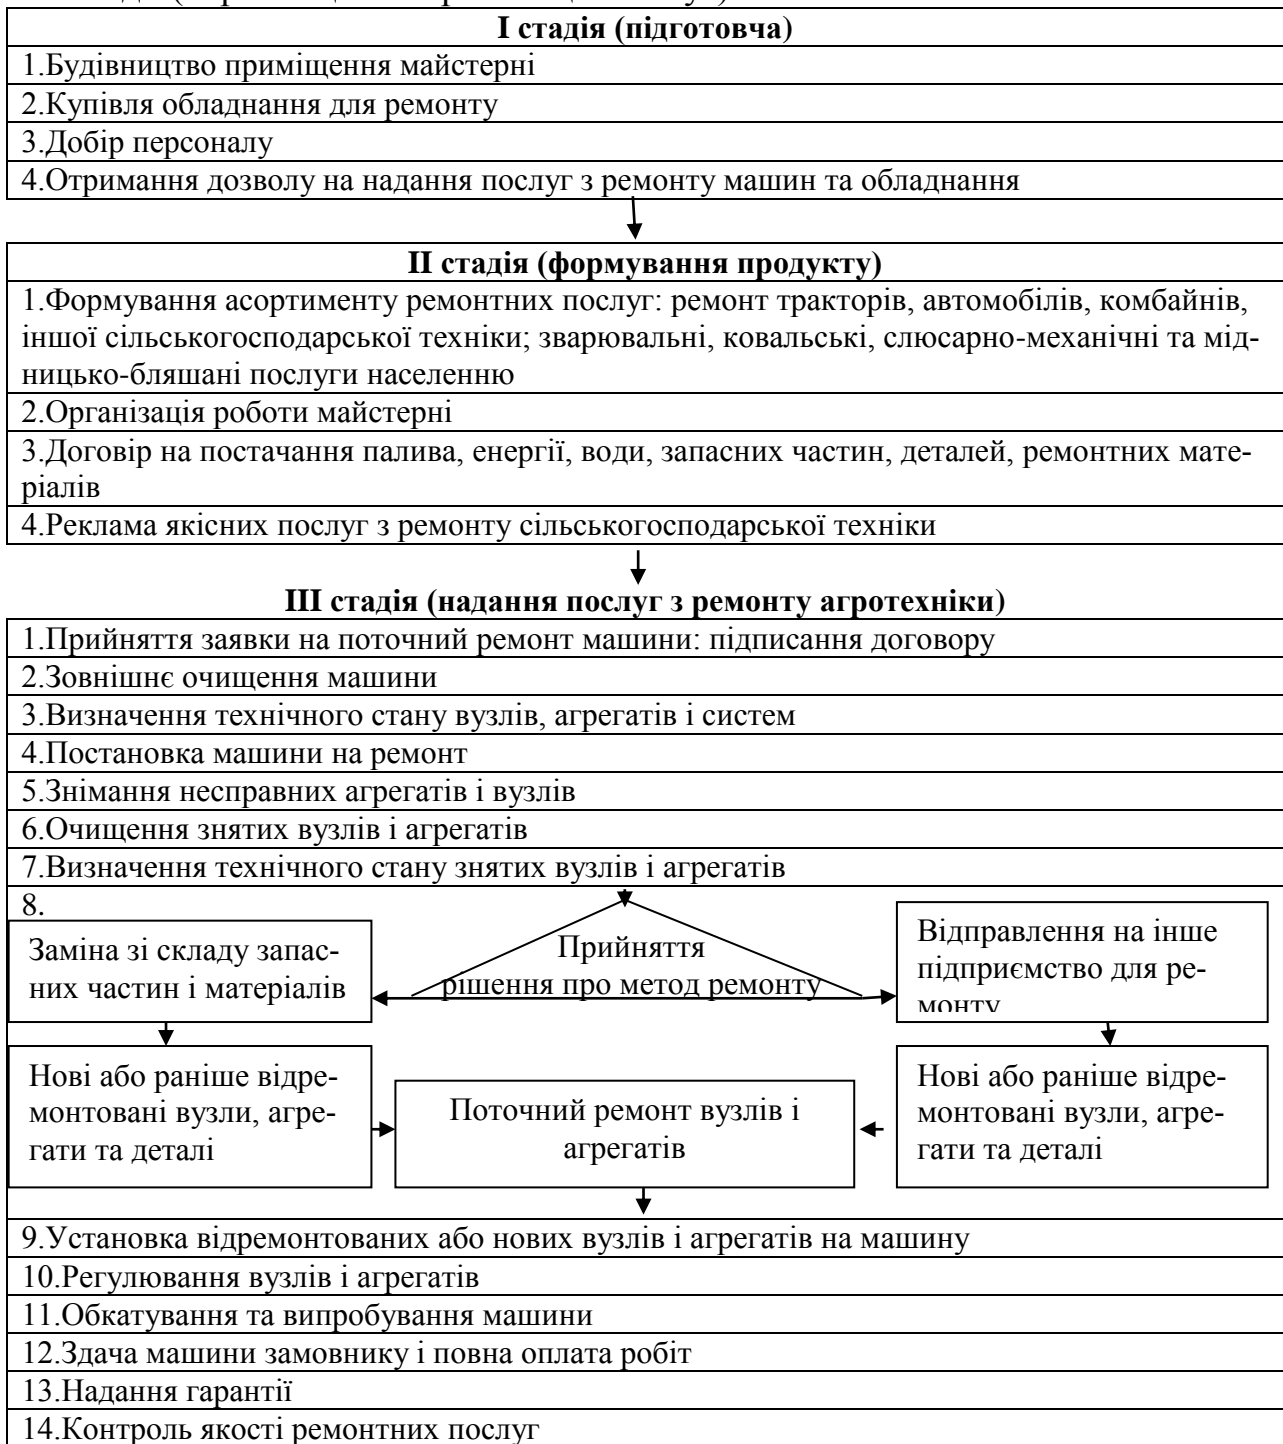 І стадія (підготовча)
1.Будівництво приміщення майстерні
2.Купівля обладнання для ремонту
3.Добір персоналу
4.Отримання дозволу на надання послуг з ремонту машин та обладнання
ІІ стадія (формування продукту)
1.Формування асортименту ремонтних послуг: ремонт тракторів, автомобілів, комбайнів,
іншої сільськогосподарської техніки; зварювальні, ковальські, слюсарно-механічні та мід-
ницько-бляшані послуги населенню
2.Організація роботи майстерні
3.Договір на постачання палива, енергії, води, запасних частин, деталей, ремонтних мате-
ріалів
4.Реклама якісних послуг з ремонту сільськогосподарської техніки
ІІІ стадія (надання послуг з ремонту агротехніки)
1.Прийняття заявки на поточний ремонт машини: підписання договору
2.Зовнішнє очищення машини
3.Визначення технічного стану вузлів, агрегатів і систем
4.Постановка машини на ремонт
5.Знімання несправних агрегатів і вузлів
6.Очищення знятих вузлів і агрегатів
7.Визначення технічного стану знятих вузлів і агрегатів
8.
Заміна зі складу запас-
них частин і матеріалів
Прийняття
рішення про метод ремонту
Відправлення на інше
підприємство для ре-
монту
Нові або раніше відре-
монтовані вузли, агре-
гати та деталі
Поточний ремонт вузлів і
агрегатів
Нові або раніше відре-
монтовані вузли, агре-
гати та деталі
9.Установка відремонтованих або нових вузлів і агрегатів на машину
10.Регулювання вузлів і агрегатів
11.Обкатування та випробування машини
12.Здача машини замовнику і повна оплата робіт
13.Надання гарантії
14.Контроль якості ремонтних послуг